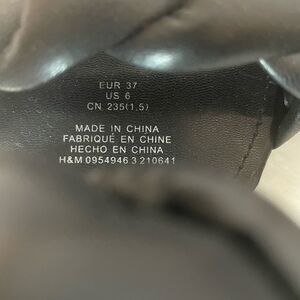 EUR 37
US 6
CN 235(1,5)
MADE IN CHINA
FABRIQUÉ EN CHINE
HECHO EN CHINA
H&M 0954946 3 210641